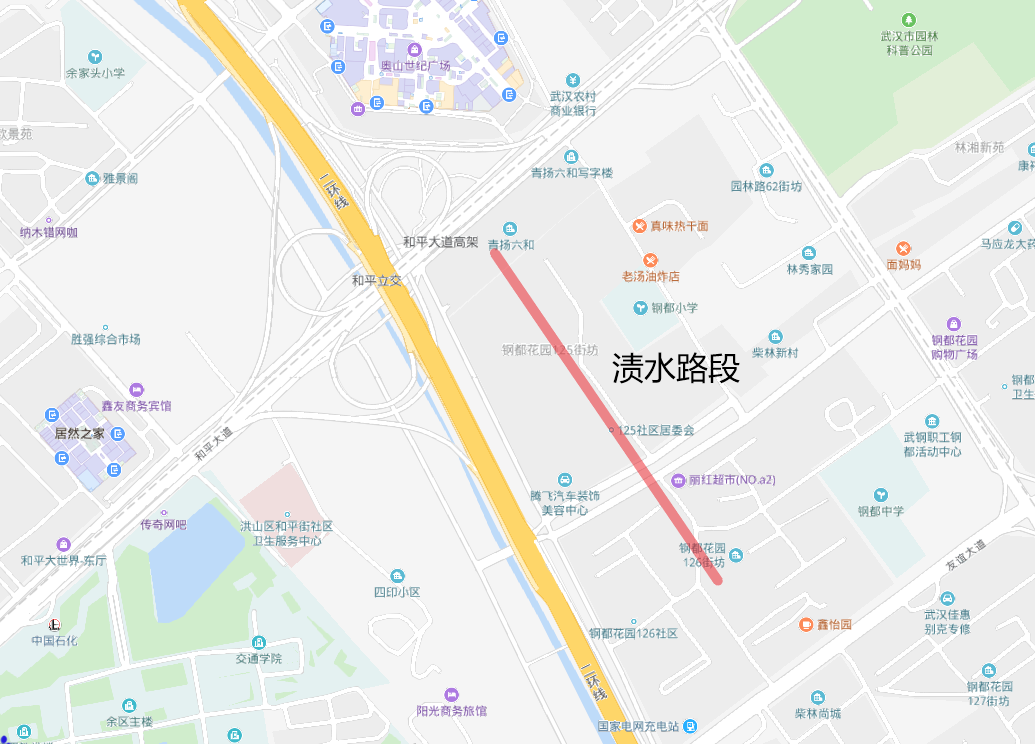 武汉市园林
科普公园
余家头小学
奥山世纪广场
武汉农村
商业银行
歆景苑
林湘新苑
雅景阁
青扬六和写字楼
园林路62街坊
康福
二环线
纳木错网咖
真味热干面
和平大道高架
青扬六和
马应龙大药
面妈妈
林秀家园
老汤油炸店
和平立交
钢都小学
胜强综合市场
钢都花园125街坊
柴林新村
钢都花园
购物广场
渍水路段
钢都
卫生
鑫友商务宾馆
居然之家
和平大道
125社区居委会
武钢职工钢
都活动中心
丽红超市(NO.a2)
腾飞汽车装饰
美容中心
钢都中学
传奇网吧
洪山区和平街社区
卫生服务中心
和平大世界-东厅
钢都花园
126街坊
友谊大道
四印小区
武汉佳惠
别克专修
鑫怡园
中国石化
钢都花园126社区
交通学院
二环线
钢都花园
127街坊
阳光商务旅馆
柴林尚城
余区主楼
国家电网充电站